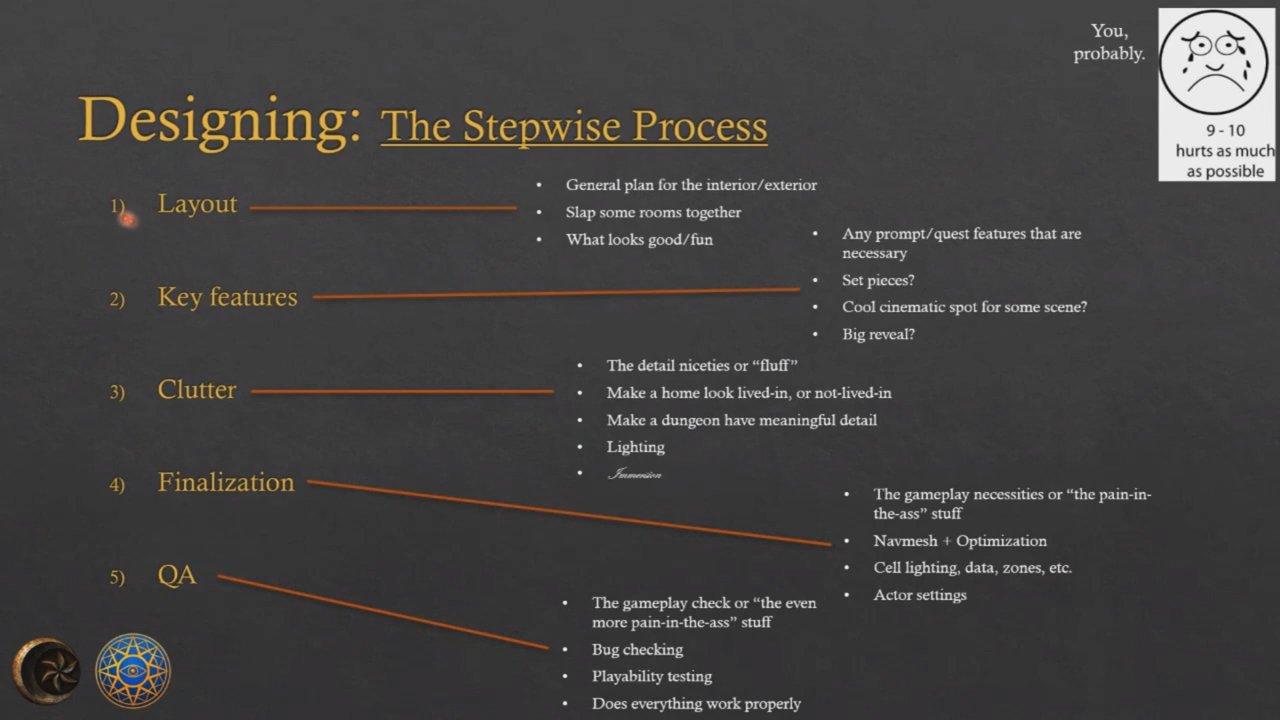 You,
probably.
9 - 10
hurts as much
as possible
Designing: The Stepwise Process
1) Layout
• General plan for the interior/exterior
• Slap some rooms together
• What looks good/fun
2) Key features
• Any prompt/quest features that are
necessary
• Set pieces?
• Cool cinematic spot for some scene?
• Big reveal?
3) Clutter
• The detail niceties or “fluff”
• Make a home look lived-in, or not-lived-in
• Make a dungeon have meaningful detail
• Lighting
• Immersion
4) Finalization
• The gameplay necessities or “the pain-in-
the-ass” stuff
• Navmesh + Optimization
• Cell lighting, data, zones, etc.
• Actor settings
5) QA
• The gameplay check or “the even
more pain-in-the-ass” stuff
• Bug checking
• Playability testing
• Does everything work properly